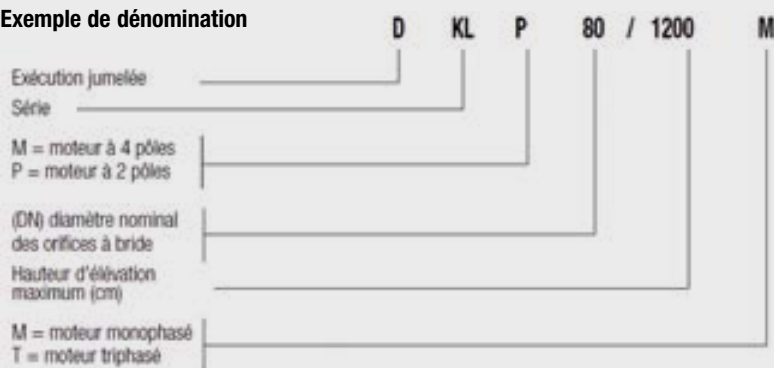 Exemple de dénomination
D KL P 80 / 1200 M
Exécution jumelée
Série
M = moteur à 4 pôles
P = moteur à 2 pôles
(DN) diamètre nominal
des orifices à bride
Hauteur d'élévation
maximum (cm)
M = moteur monophasé
T = moteur triphasé